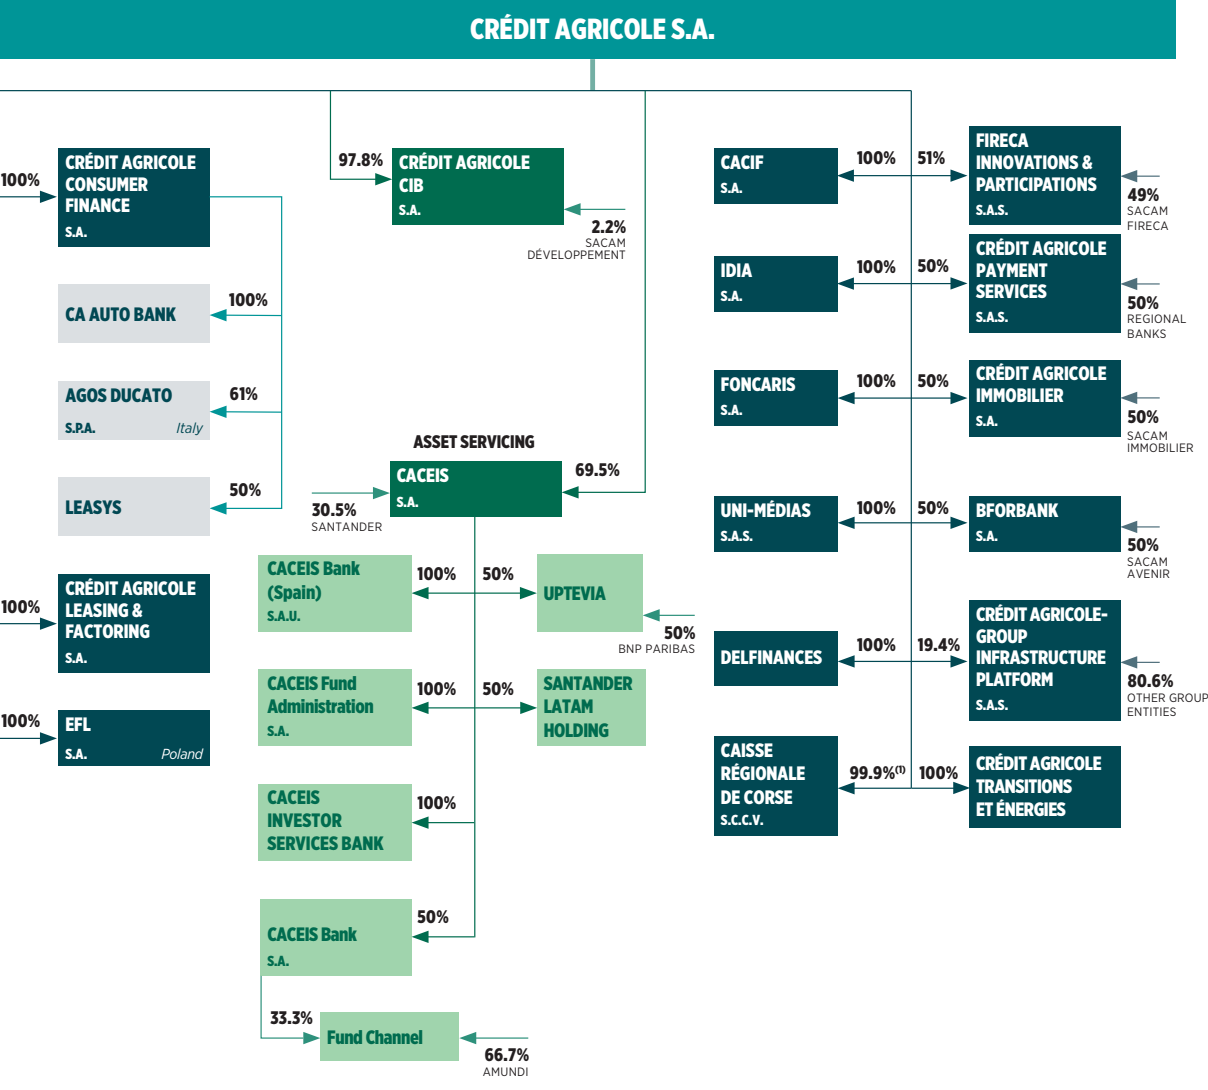 CRÉDIT AGRICOLE S.A.
100%
CRÉDIT AGRICOLE
CONSUMER
FINANCE
S.A.
100%
CA AUTO BANK
61%
AGOS DUCATO
S.P.A. Italy
50%
LEASYS
100%
CRÉDIT AGRICOLE
LEASING &
FACTORING
S.A.
100%
EFL
S.A. Poland
97.8%
CRÉDIT AGRICOLE
CIB
S.A.
2.2%
SACAM
DÉVELOPPEMENT
ASSET SERVICING
CACEIS
S.A.
69.5%
30.5%
SANTANDER
CACEIS Bank
(Spain)
S.A.U.
100%
50%
UPTEVIA
50%
BNP PARIBAS
CACEIS Fund
Administration
S.A.
100%
50%
SANTANDER
LATAM
HOLDING
CACEIS
INVESTOR
SERVICES BANK
100%
CACEIS Bank
S.A.
50%
33.3%
Fund Channel
66.7%
AMUNDI
CACIF
S.A.
100%
51%
FIRECA
INNOVATIONS &
PARTICIPATIONS
S.A.S.
49%
SACAM
FIRECA
IDIA
S.A.
100%
50%
CRÉDIT AGRICOLE
PAYMENT
SERVICES
S.A.S.
50%
REGIONAL
BANKS
FONCARIS
S.A.
100%
50%
CRÉDIT AGRICOLE
IMMOBILIER
S.A.
50%
SACAM
IMMOBILIER
UNI-MÉDIAS
S.A.S.
100%
50%
BFORBANK
S.A.
50%
SACAM
AVENIR
DELFINANCES
100%
19.4%
CRÉDIT AGRICOLE-
GROUP
INFRASTRUCTURE
PLATFORM
S.A.S.
80.6%
OTHER GROUP
ENTITIES
CAISSE
RÉGIONALE
DE CORSE
S.C.C.V.
99.9%(1)
100%
CRÉDIT AGRICOLE
TRANSITIONS
ET ÉNERGIES